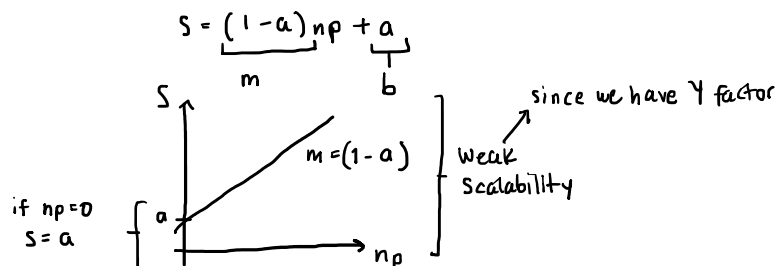 S = (1-a)np + a
m
b
S
since we have Y factor
m = (1-a)
weak
scalability
if np=0
S = a
a
np